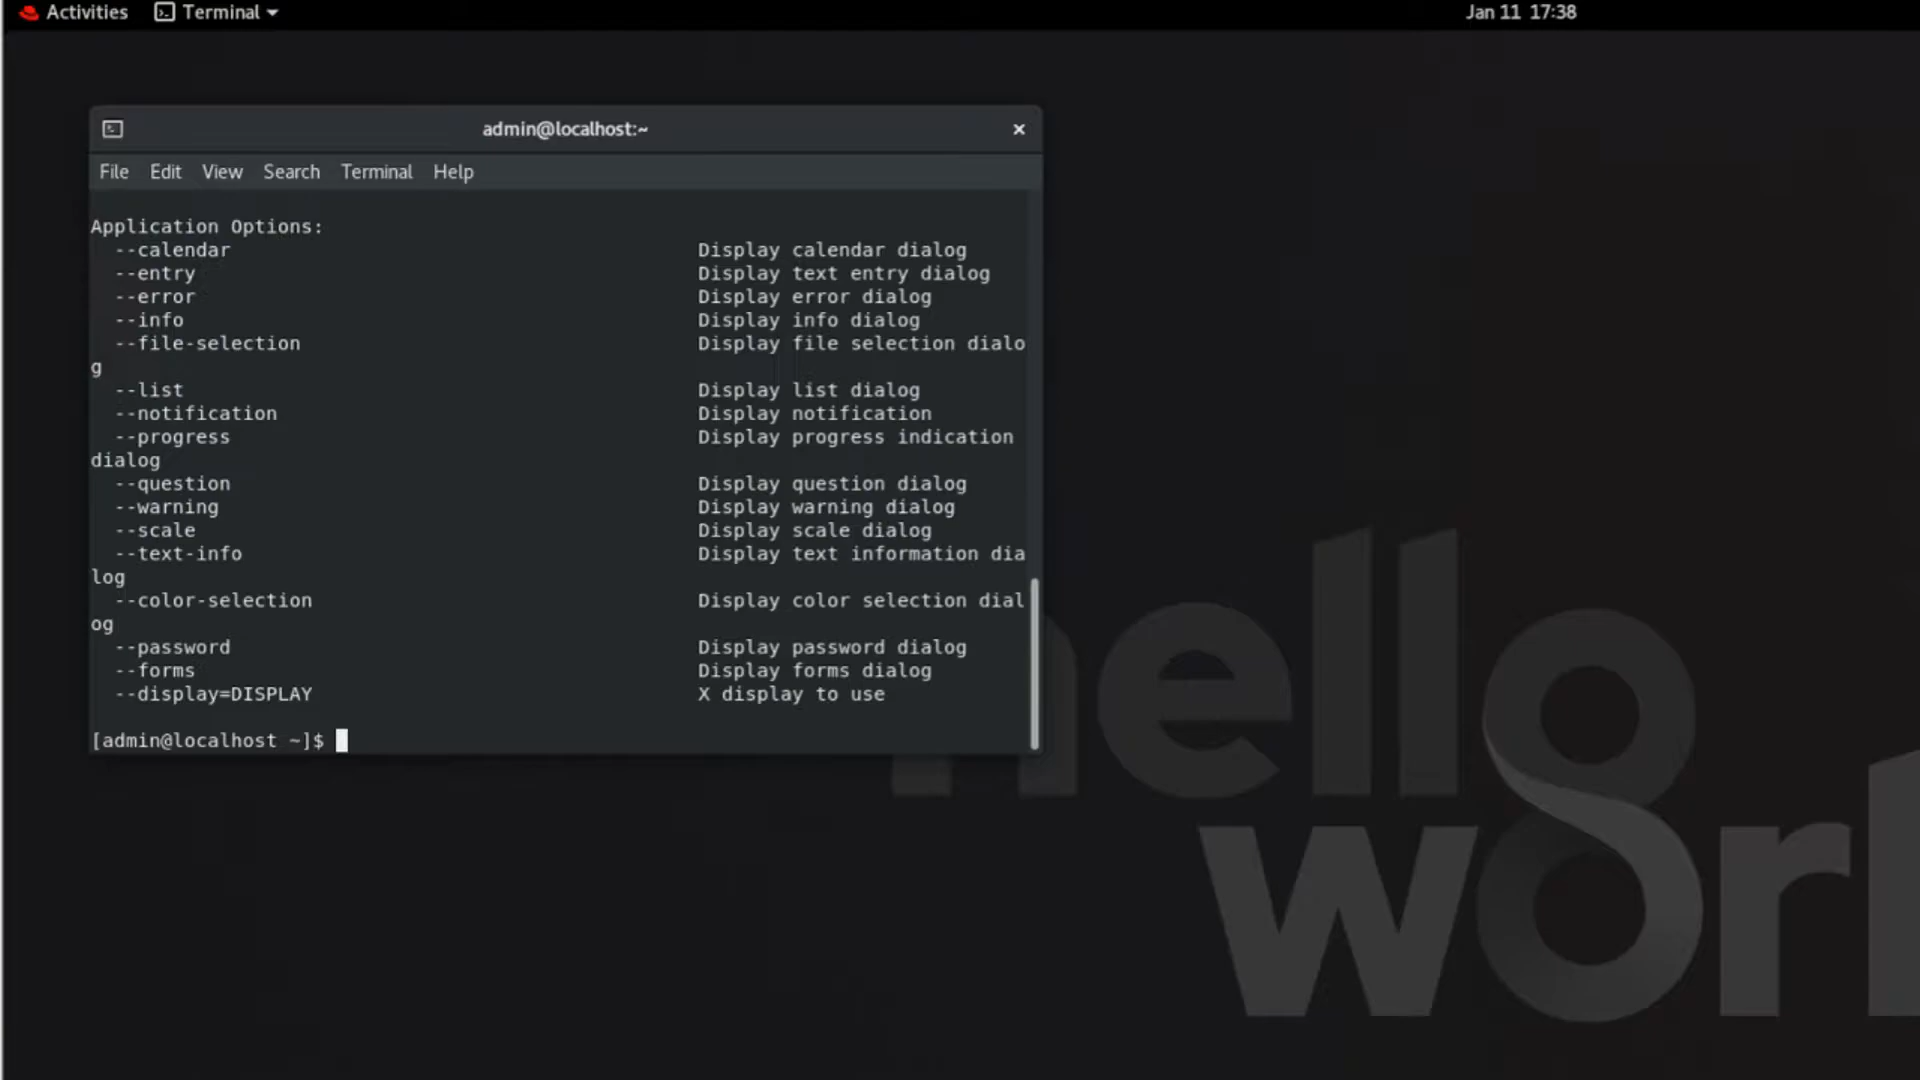 Activities Terminal Jan 11 17:38
admin@localhost:~
File Edit View Search Terminal Help
Application Options:
--calendar Display calendar dialog
--entry Display text entry dialog
--error Display error dialog
--info Display info dialog
--file-selection Display file selection dialo
g
--list Display list dialog
--notification Display notification
--progress Display progress indication
dialog
--question Display question dialog
--warning Display warning dialog
--scale Display scale dialog
--text-info Display text information dia
log
--color-selection Display color selection dial
og
--password Display password dialog
--forms Display forms dialog
--display=DISPLAY X display to use
[admin@localhost ~]$
hello
worl